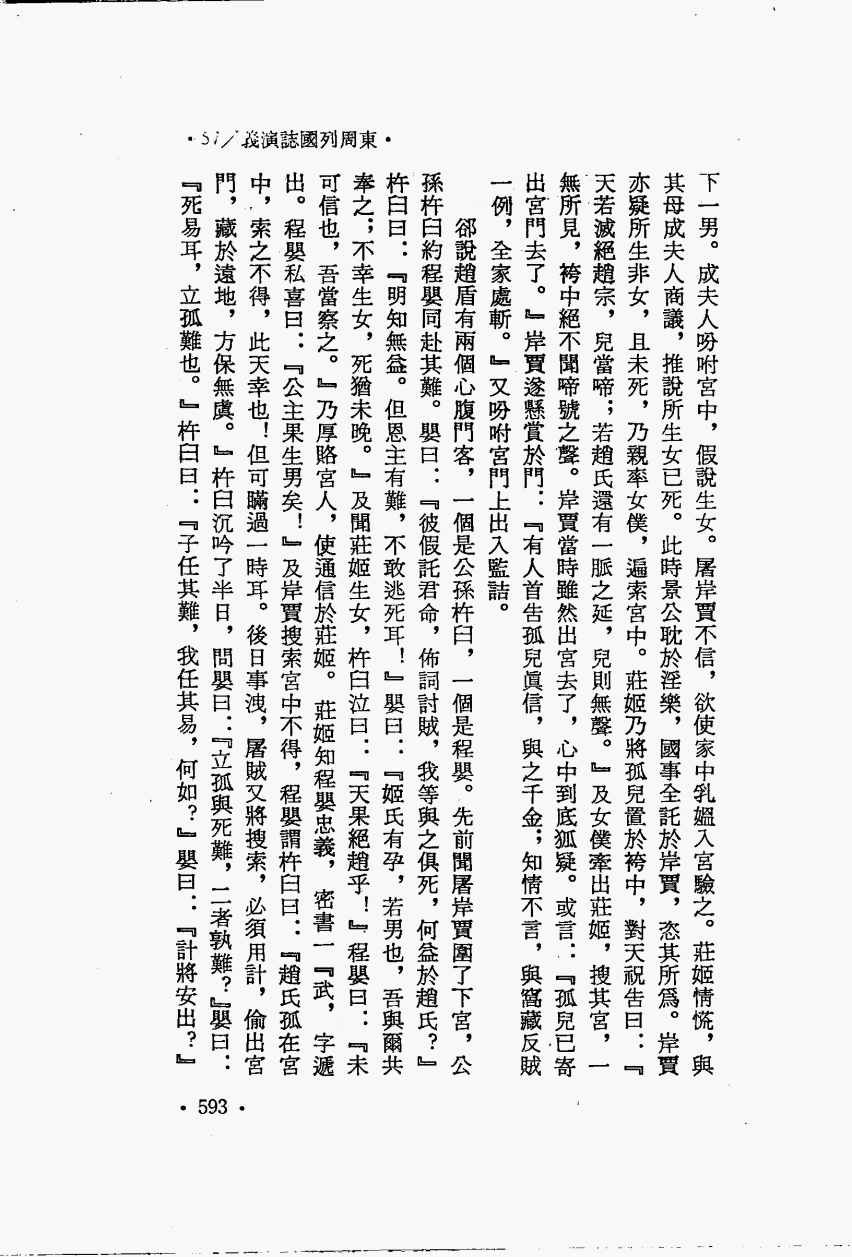 •東周列國誌演義/57•
下一男。成夫人吩咐宮中，假說生女。屠岸賈不信，欲使家中乳媼入宮驗之。莊姬情慌，與
其母成夫人商議，推說所生女已死。此時景公耽於淫樂，國事全託於岸賈，恣其所爲。岸賈
亦疑所生非女，且未死，乃親率女僕，遍索宮中。莊姬乃將孤兒置於袴中，對天祝告曰：『
天若滅絕趙宗，兒當啼；若趙氏還有一脈之延，兒則無聲。』及女僕牽出莊姬，搜其宮，一
無所見，袴中絕不聞啼號之聲。岸賈當時雖然出宮去了，心中到底狐疑。或言：『孤兒已寄
出宮門去了。』岸賈遂懸賞於門：『有人首告孤兒眞信，與之千金；知情不言，與窩藏反賊
一例，全家處斬。』又吩咐宮門上出入監詰。
郤說趙盾有兩個心腹門客，一個是公孫杵臼，一個是程嬰。先前聞屠岸賈圍了下宮，公
孫杵臼約程嬰同赴其難。嬰曰：『彼假託君命，佈詞討賊，我等與之俱死，何益於趙氏？』
杵臼曰：『明知無益。但恩主有難，不敢逃死耳！』嬰曰：『姬氏有孕，若男也，吾與爾共
奉之；不幸生女，死猶未晚。』及聞莊姬生女，杵臼泣曰：『天果絕趙乎！』程嬰曰：『未
可信也，吾當察之。』乃厚賂宮人，使通信於莊姬。莊姬知程嬰忠義，密書一『武，字遞
出。程嬰私喜曰：『公主果生男矣！』及岸賈搜索宮中不得，程嬰謂杵臼曰：『趙氏孤在宮
中，索之不得，此天幸也！但可瞞過一時耳。後日事洩，屠賊又將搜索，必須用計，偷出宮
門，藏於遠地，方保無虞。』杵臼沉吟了半日，問嬰曰：『立孤與死難，二者孰難？』嬰曰：
『死易耳，立孤難也。』杵臼曰：『子任其難，我任其易，何如？』嬰曰：『計將安出？』
• 593 •